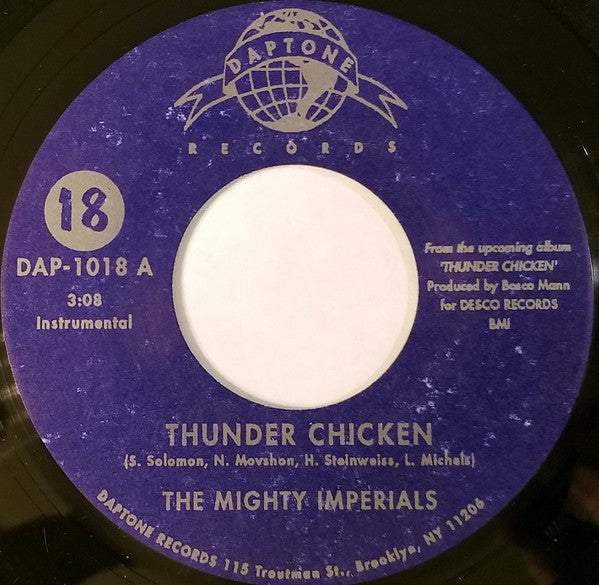 DAPTONE
RECORDS
18
DAP-1018 A
3:08
Instrumental
From the upcoming album
'THUNDER CHICKEN'
Produced by Bosco Mann
for DESCO RECORDS
BMI
THUNDER CHICKEN
(S. Solomon, N. Movshon, H. Steinweiss, L. Michels)
THE MIGHTY IMPERIALS
DAPTONE RECORDS 115 Troutman St., Brooklyn, NY 11206